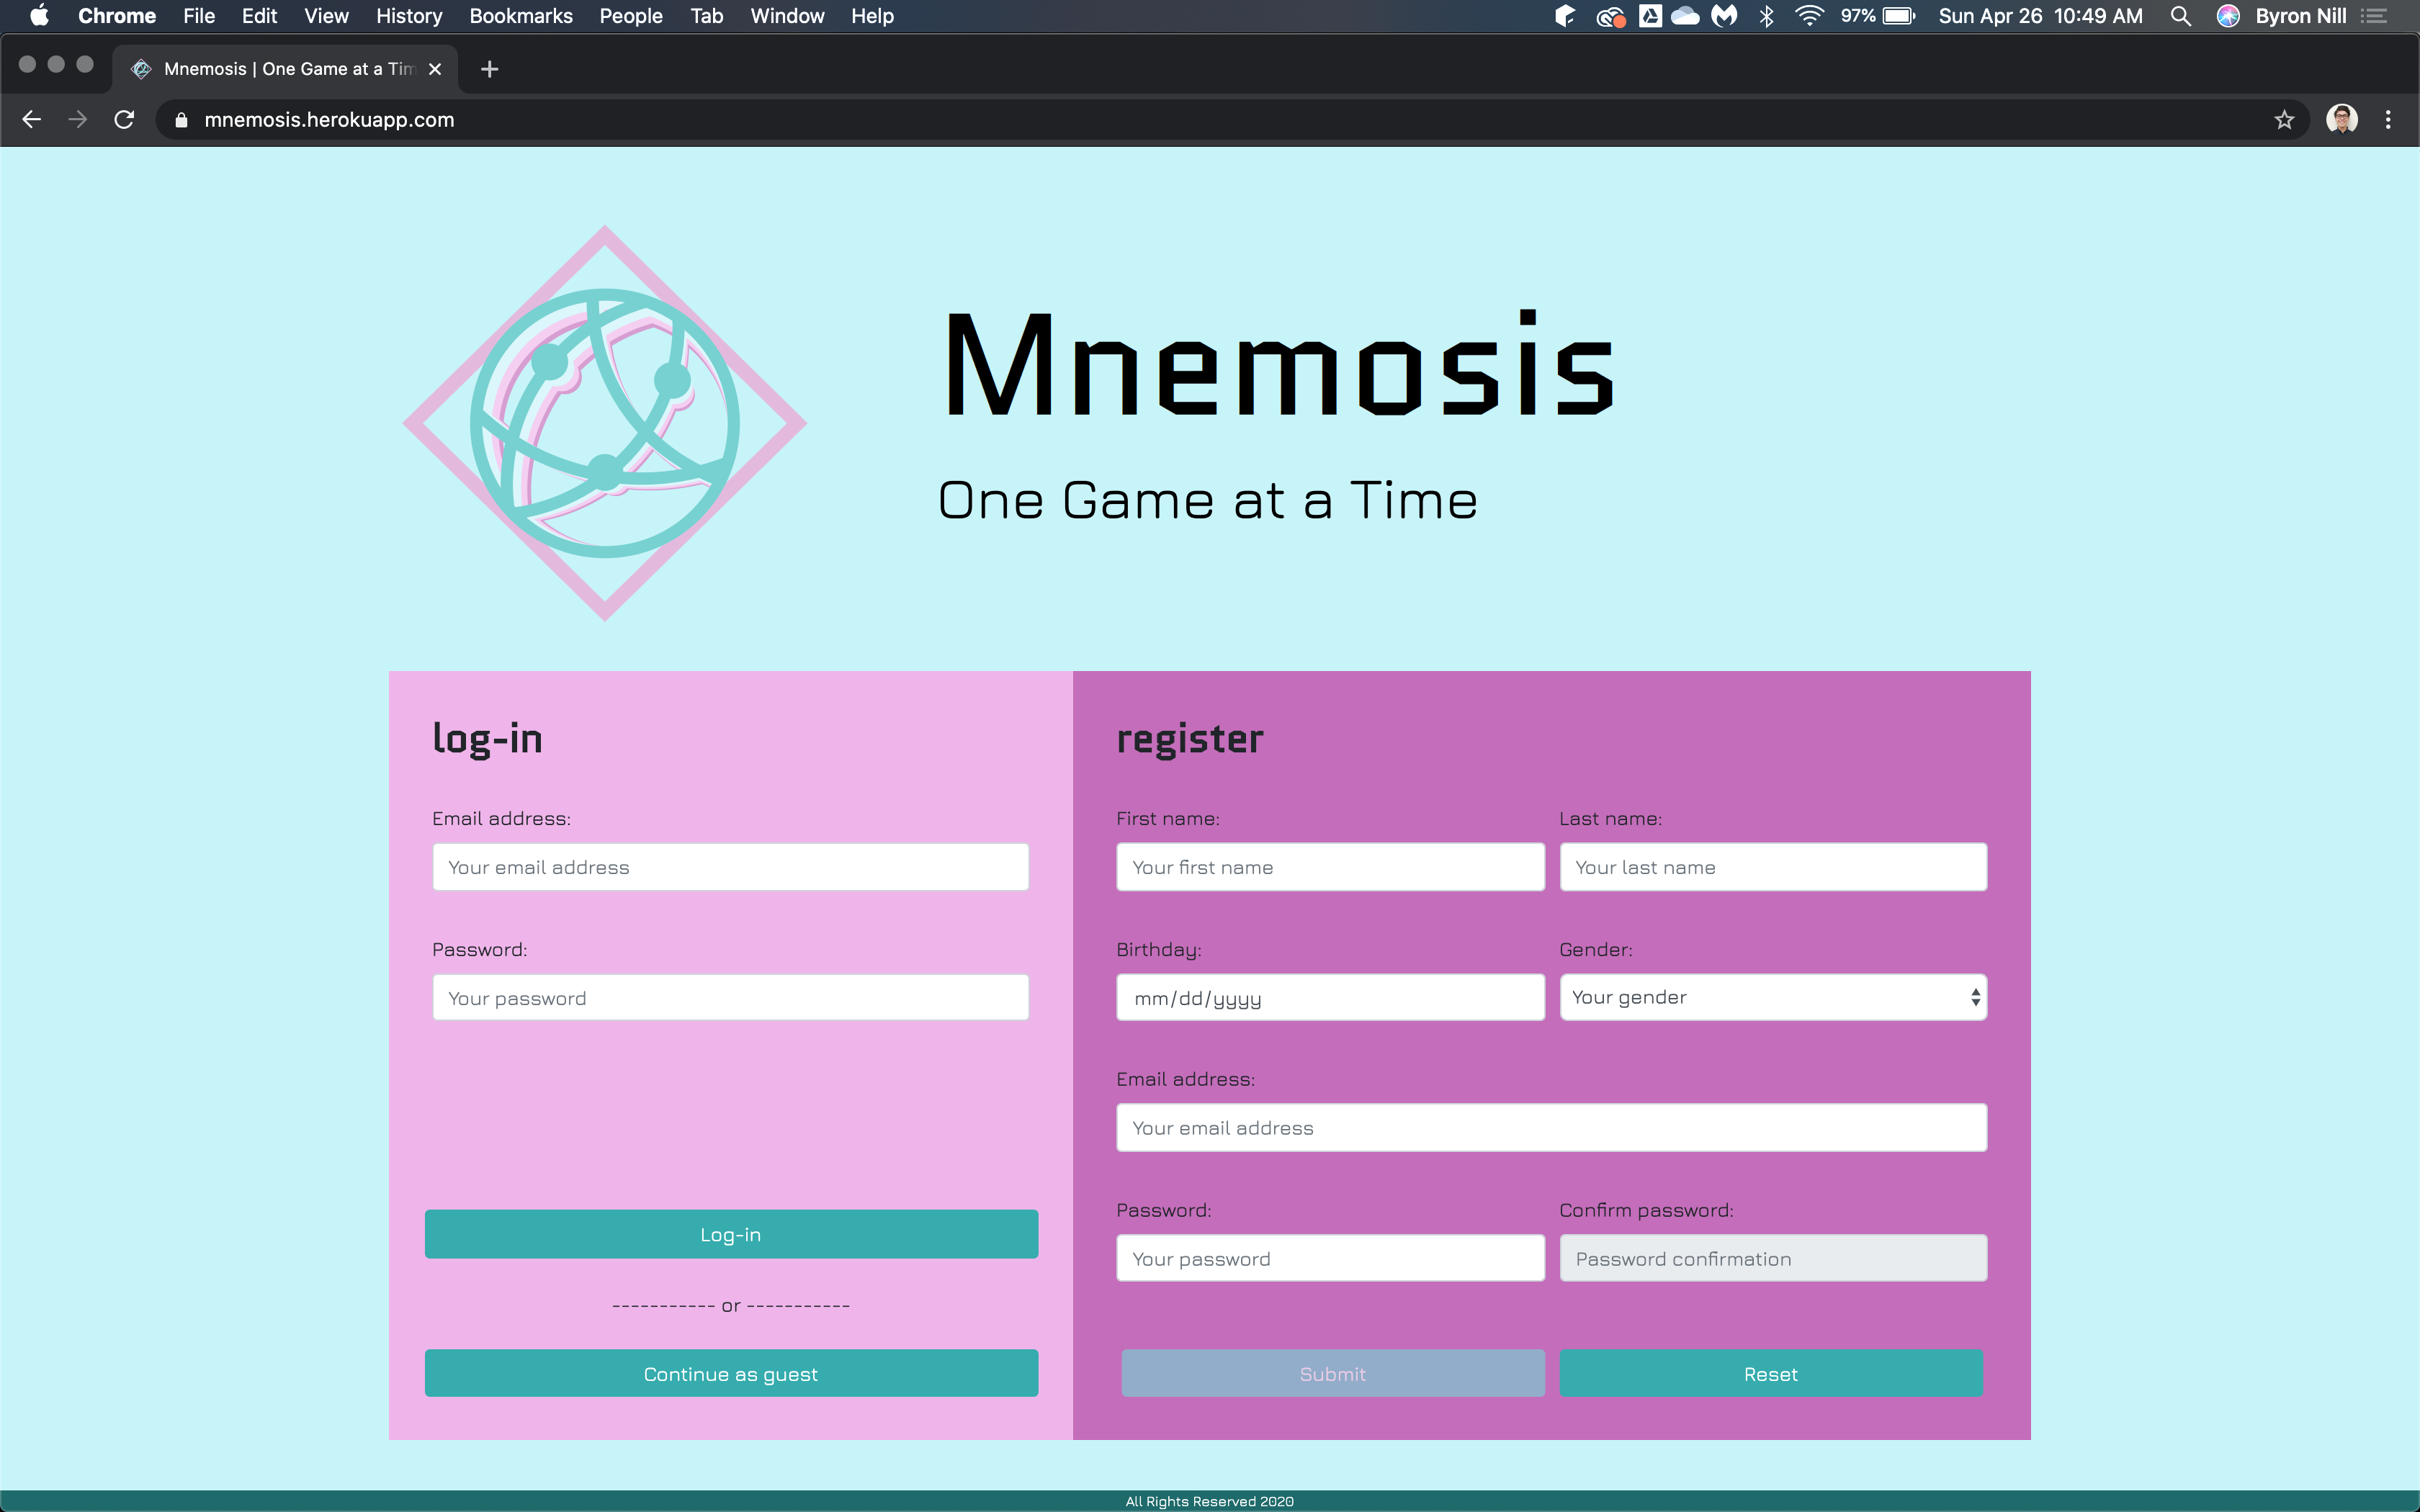 Chrome File Edit View History Bookmarks People Tab Window Help 97% Sun Apr 26 10:49 AM Byron Nill
Mnemosis | One Game at a Tim
mnemosis.herokuapp.com
Mnemosis
One Game at a Time
log-in
Email address:
Your email address
Password:
Your password
Log-in
----------- or -----------
Continue as guest
register
First name: Last name:
Your first name Your last name
Birthday: Gender:
mm/dd/yyyy Your gender
Email address:
Your email address
Password: Confirm password:
Your password Password confirmation
Submit Reset
All Rights Reserved 2020